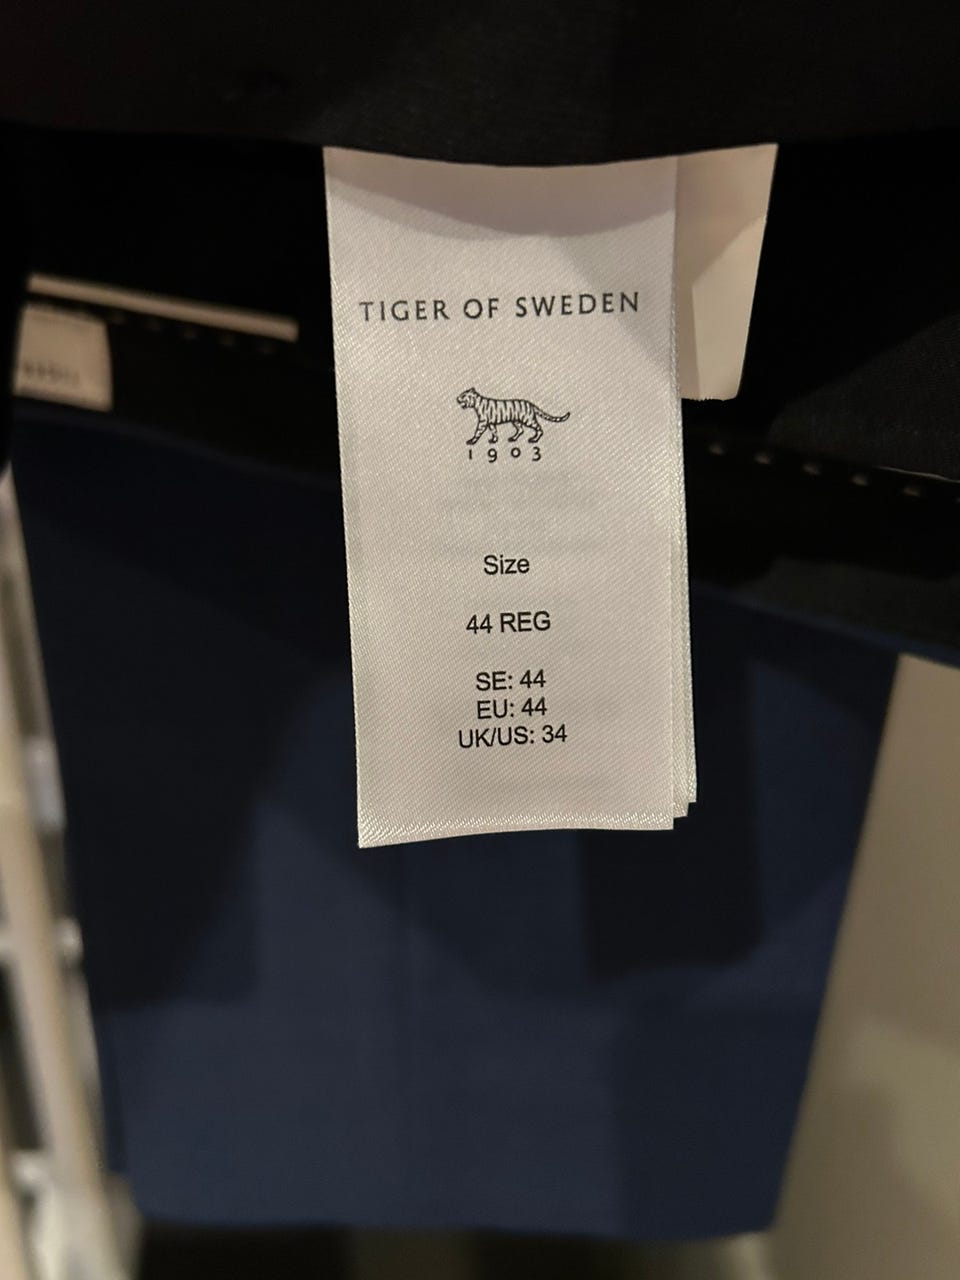 TIGER OF SWEDEN
1903
Size
44 REG
SE: 44
EU: 44
UK/US: 34